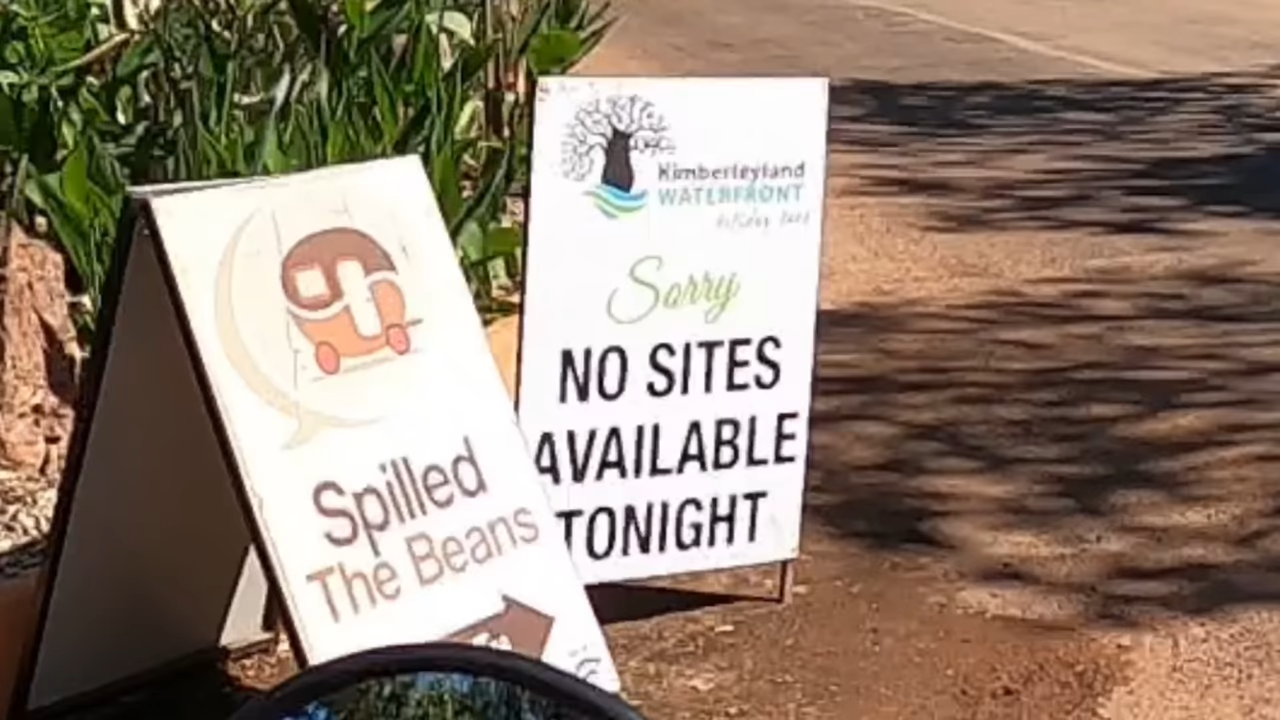 Spilled
The Beans
Kimberleyland
WATERFRONT
Sorry
NO SITES
AVAILABLE
TONIGHT